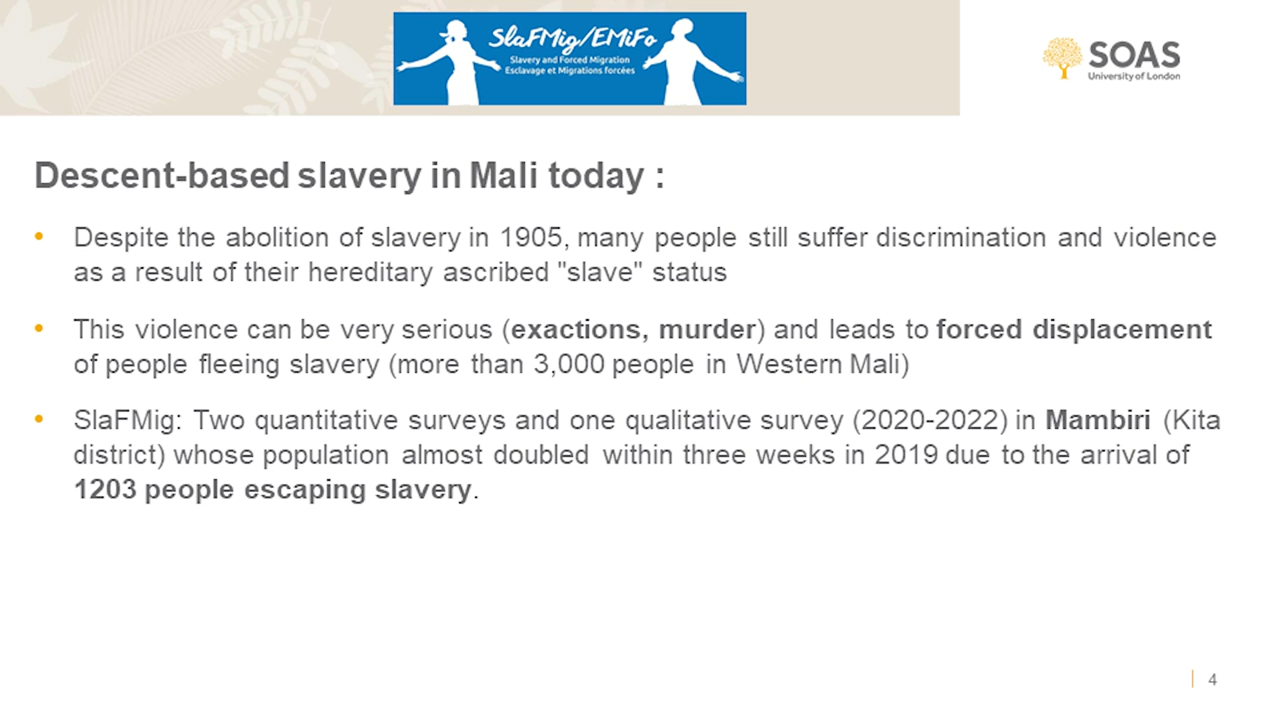 SlaFMig/EMiFo
Slavery and Forced Migration
Esclavage et Migrations forcées
SOAS
University of London
Descent-based slavery in Mali today :
• Despite the abolition of slavery in 1905, many people still suffer discrimination and violence
as a result of their hereditary ascribed "slave" status
• This violence can be very serious (exactions, murder) and leads to forced displacement
of people fleeing slavery (more than 3,000 people in Western Mali)
• SlaFMig: Two quantitative surveys and one qualitative survey (2020-2022) in Mambiri (Kita
district) whose population almost doubled within three weeks in 2019 due to the arrival of
1203 people escaping slavery.
4